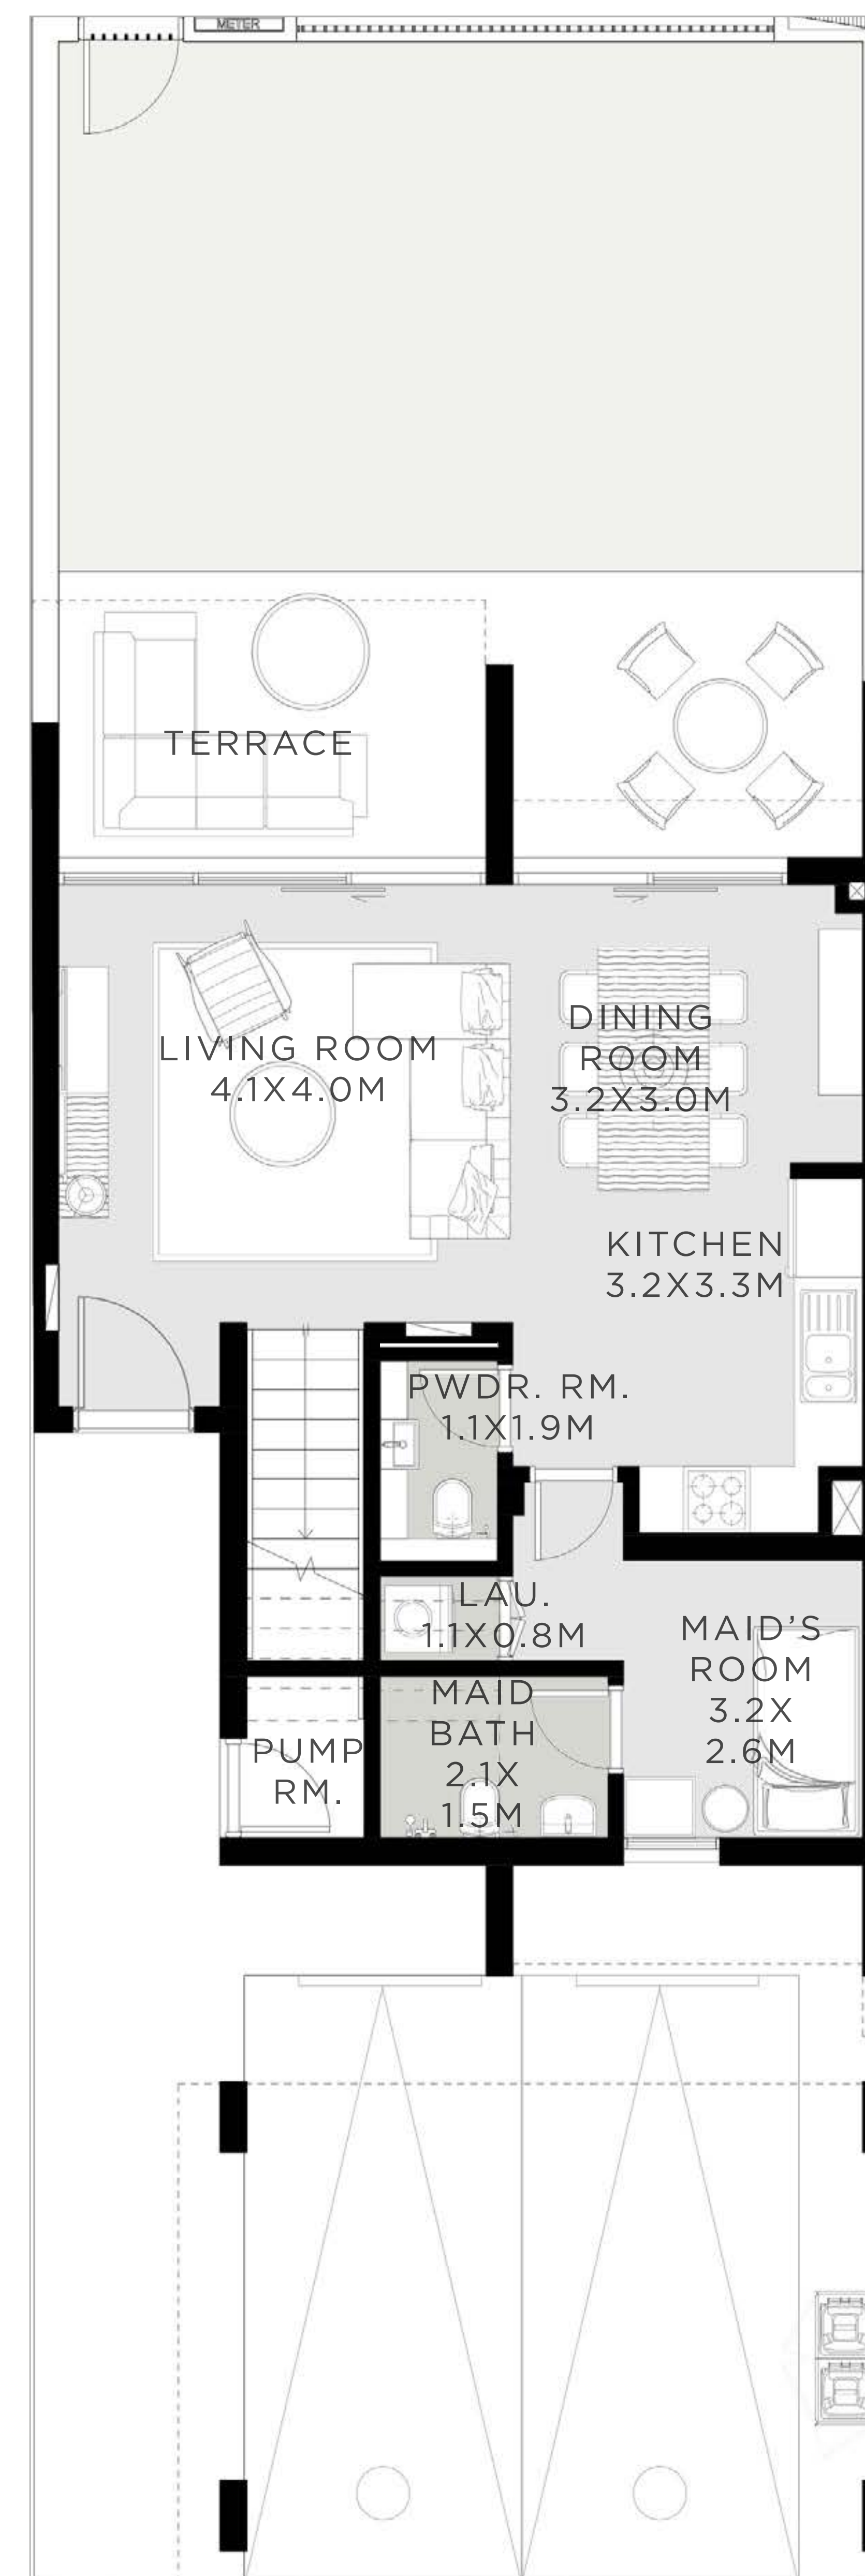 METER
TERRACE
LIVING ROOM
4.1X4.0M
DINING
ROOM
3.2X3.0M
KITCHEN
3.2X3.3M
PWDR. RM.
1.1X1.9M
LAU.
1.1X0.8M
MAID'S
ROOM
3.2X
2.6M
MAID
BATH
2.1X
1.5M
PUMP
RM.